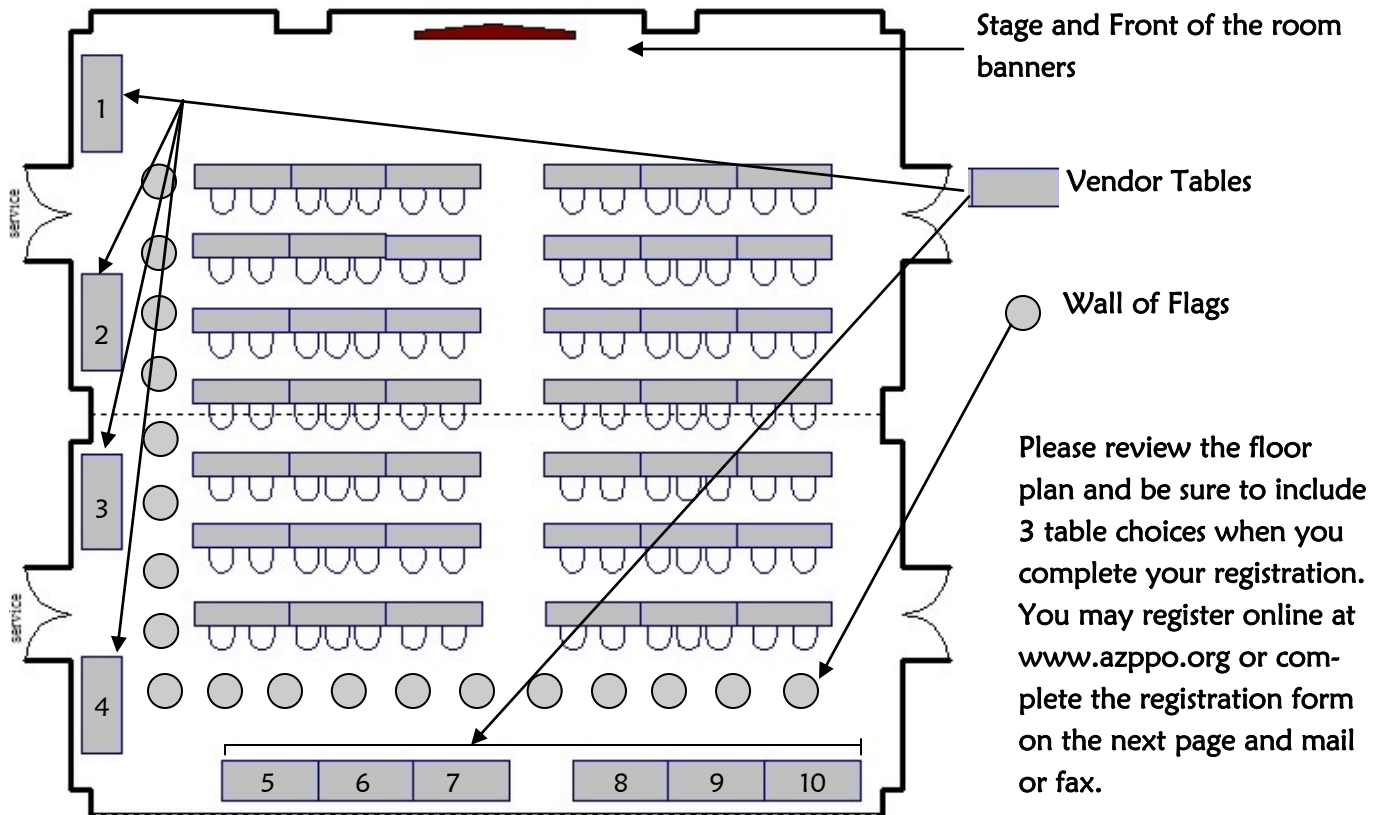 Stage and Front of the room
banners
1
Vendor Tables
service
2
Wall of Flags
3
Please review the floor
plan and be sure to include
3 table choices when you
complete your registration.
You may register online at
www.azppo.org or com-
plete the registration form
on the next page and mail
or fax.
service
4
5 6 7 8 9 10